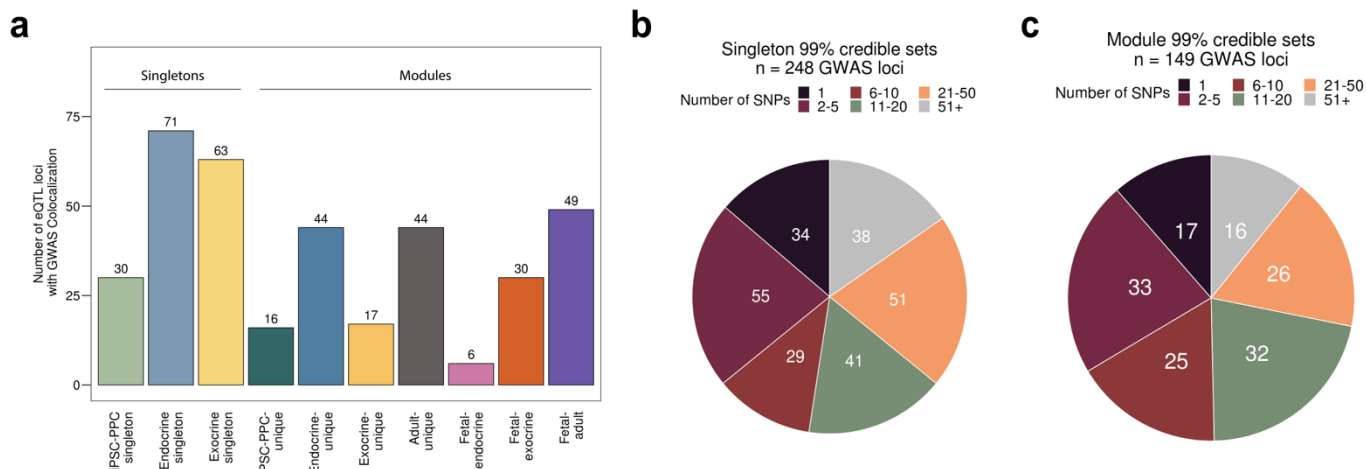 a
Singletons
Modules
Number of eQTL loci
with GWAS Colocalization
75
50
25
0
30
71
63
16
44
17
44
6
30
49
iPSC-PPC
singleton
Endocrine
singleton
Exocrine
singleton
iPSC-PPC-
unique
Endocrine-
unique
Exocrine-
unique
Adult-
unique
Fetal-
endocrine
Fetal-
exocrine
Fetal-
adult
b
Singleton 99% credible sets
n = 248 GWAS loci
Number of SNPs
1
2-5
6-10
11-20
21-50
51+
34
38
55
51
29
41
c
Module 99% credible sets
n = 149 GWAS loci
Number of SNPs
1
2-5
6-10
11-20
21-50
51+
17
16
33
26
25
32